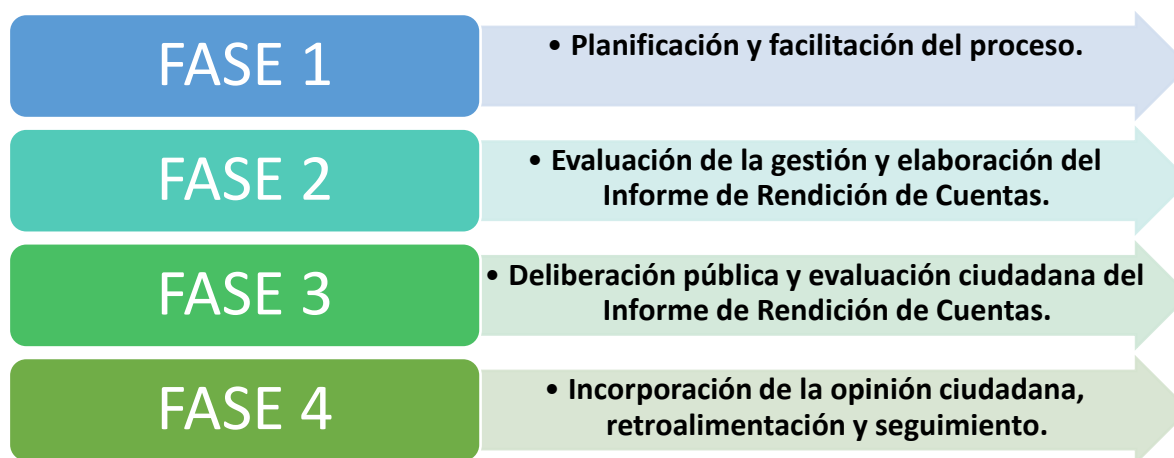 FASE 1
• Planificación y facilitación del proceso.
FASE 2
• Evaluación de la gestión y elaboración del
Informe de Rendición de Cuentas.
FASE 3
• Deliberación pública y evaluación ciudadana del
Informe de Rendición de Cuentas.
FASE 4
• Incorporación de la opinión ciudadana,
retroalimentación y seguimiento.